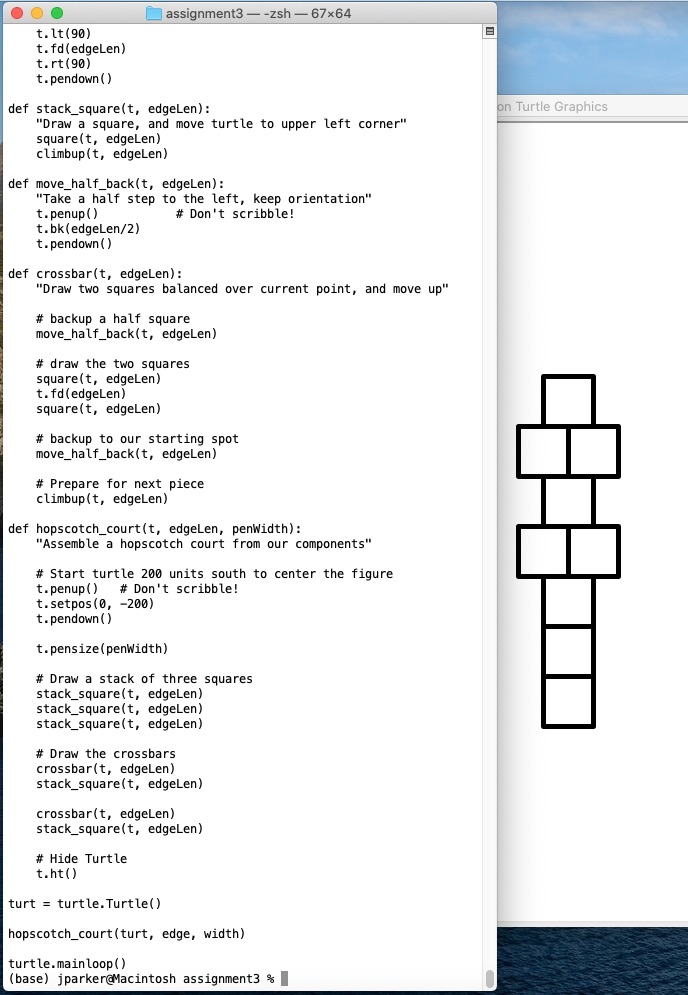 assignment3 — -zsh — 67×64
    t.lt(90)
    t.fd(edgeLen)
    t.rt(90)
    t.pendown()

def stack_square(t, edgeLen):
    "Draw a square, and move turtle to upper left corner"
    square(t, edgeLen)
    climbup(t, edgeLen)

def move_half_back(t, edgeLen):
    "Take a half step to the left, keep orientation"
    t.penup()           # Don't scribble!
    t.bk(edgeLen/2)
    t.pendown()

def crossbar(t, edgeLen):
    "Draw two squares balanced over current point, and move up"

    # backup a half square
    move_half_back(t, edgeLen)

    # draw the two squares
    square(t, edgeLen)
    t.fd(edgeLen)
    square(t, edgeLen)

    # backup to our starting spot
    move_half_back(t, edgeLen)

    # Prepare for next piece
    climbup(t, edgeLen)

def hopscotch_court(t, edgeLen, penWidth):
    "Assemble a hopscotch court from our components"

    # Start turtle 200 units south to center the figure
    t.penup()   # Don't scribble!
    t.setpos(0, -200)
    t.pendown()

    t.pensize(penWidth)

    # Draw a stack of three squares
    stack_square(t, edgeLen)
    stack_square(t, edgeLen)
    stack_square(t, edgeLen)

    # Draw the crossbars
    crossbar(t, edgeLen)
    stack_square(t, edgeLen)

    crossbar(t, edgeLen)
    stack_square(t, edgeLen)

    # Hide Turtle
    t.ht()

turt = turtle.Turtle()

hopscotch_court(turt, edge, width)

turtle.mainloop()
(base) jparker@Macintosh assignment3 %
on Turtle Graphics